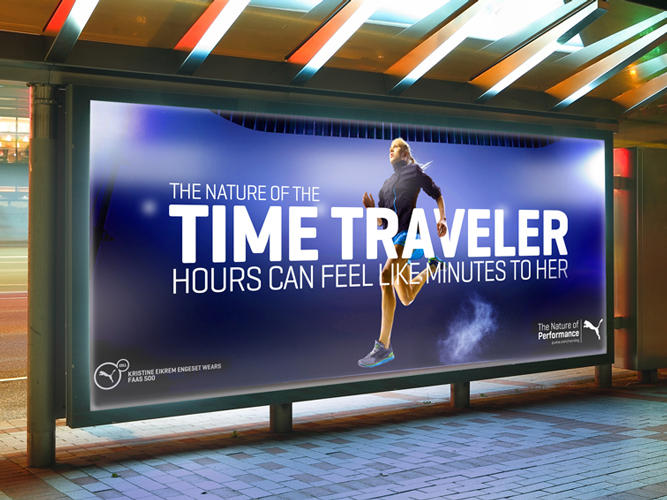 THE NATURE OF THE
TIME TRAVELER
HOURS CAN FEEL LIKE MINUTES TO HER
The Nature of
Performance
PUMA
KRISTINE EIKREM ENGESET WEARS
FAAS 500